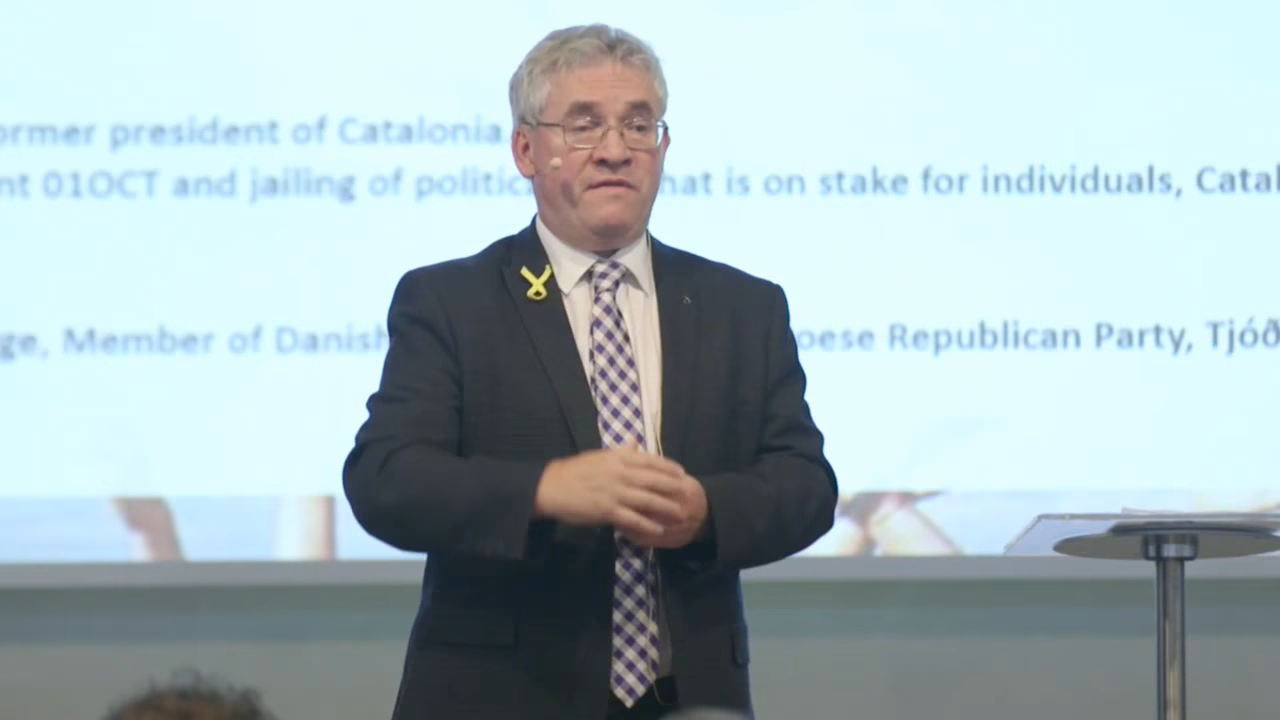 ormer president of Catalonia
nt 01OCT and jailing of politic hat is on stake for individuals, Catal
ge, Member of Danish oese Republican Party, Tjóð